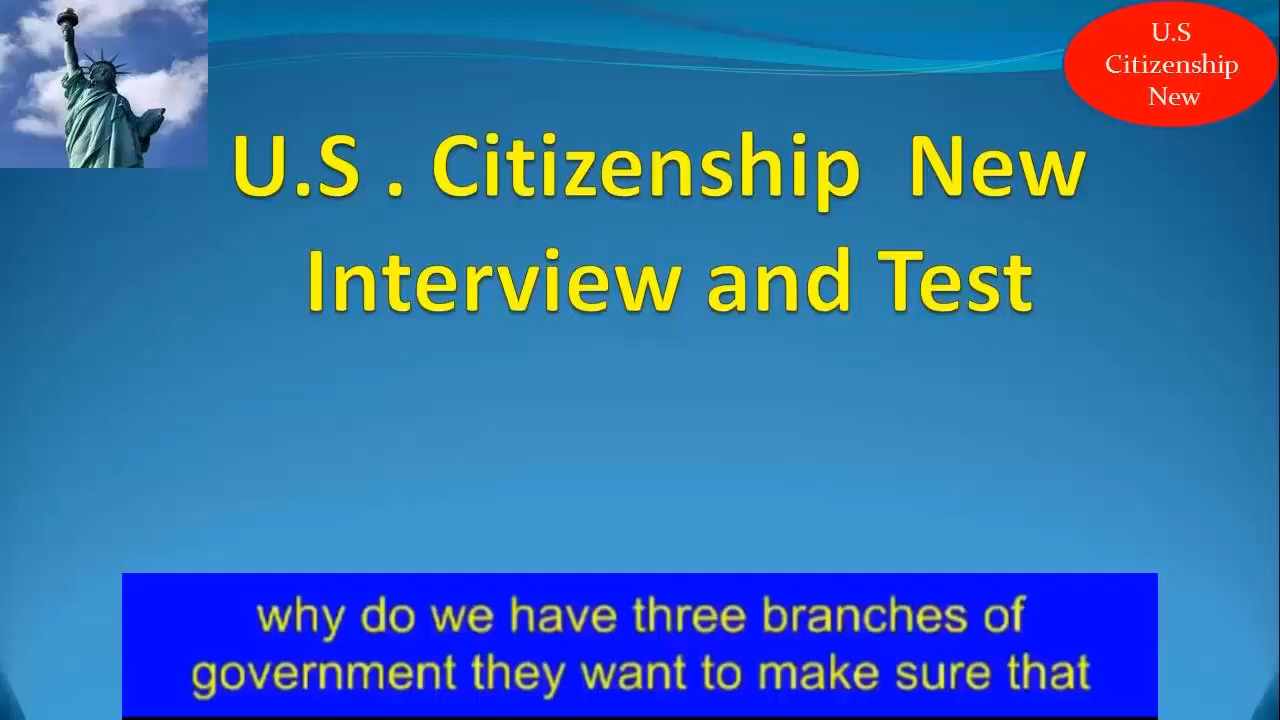 U.S
Citizenship
New
U.S . Citizenship New
Interview and Test
why do we have three branches of
government they want to make sure that